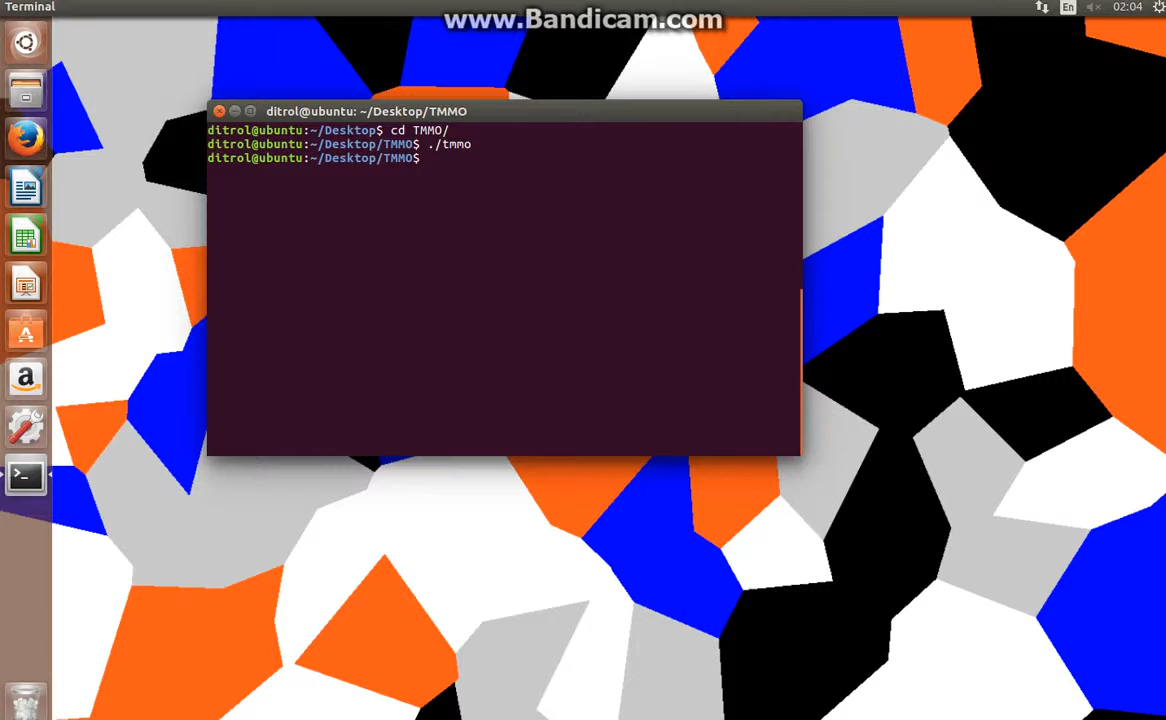 Terminal
En
02:04
www.Bandicam.com
ditrol@ubuntu: ~/Desktop/TMMO
ditrol@ubuntu:~/Desktop$ cd TMMO/
ditrol@ubuntu:~/Desktop/TMMO$ ./tmmo
ditrol@ubuntu:~/Desktop/TMMO$